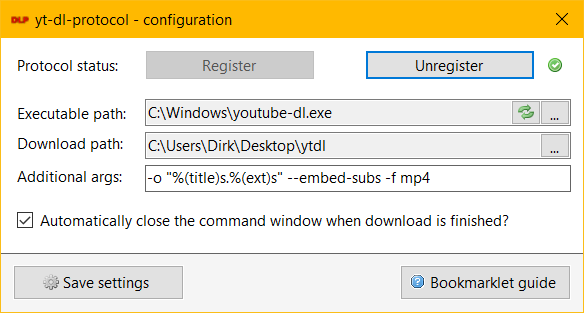 DLP yt-dl-protocol - configuration
Protocol status: Register Unregister
Executable path: C:\Windows\youtube-dl.exe ...
Download path: C:\Users\Dirk\Desktop\ytdl ...
Additional args: -o "%(title)s.%(ext)s" --embed-subs -f mp4
Automatically close the command window when download is finished?
Save settings ? Bookmarklet guide